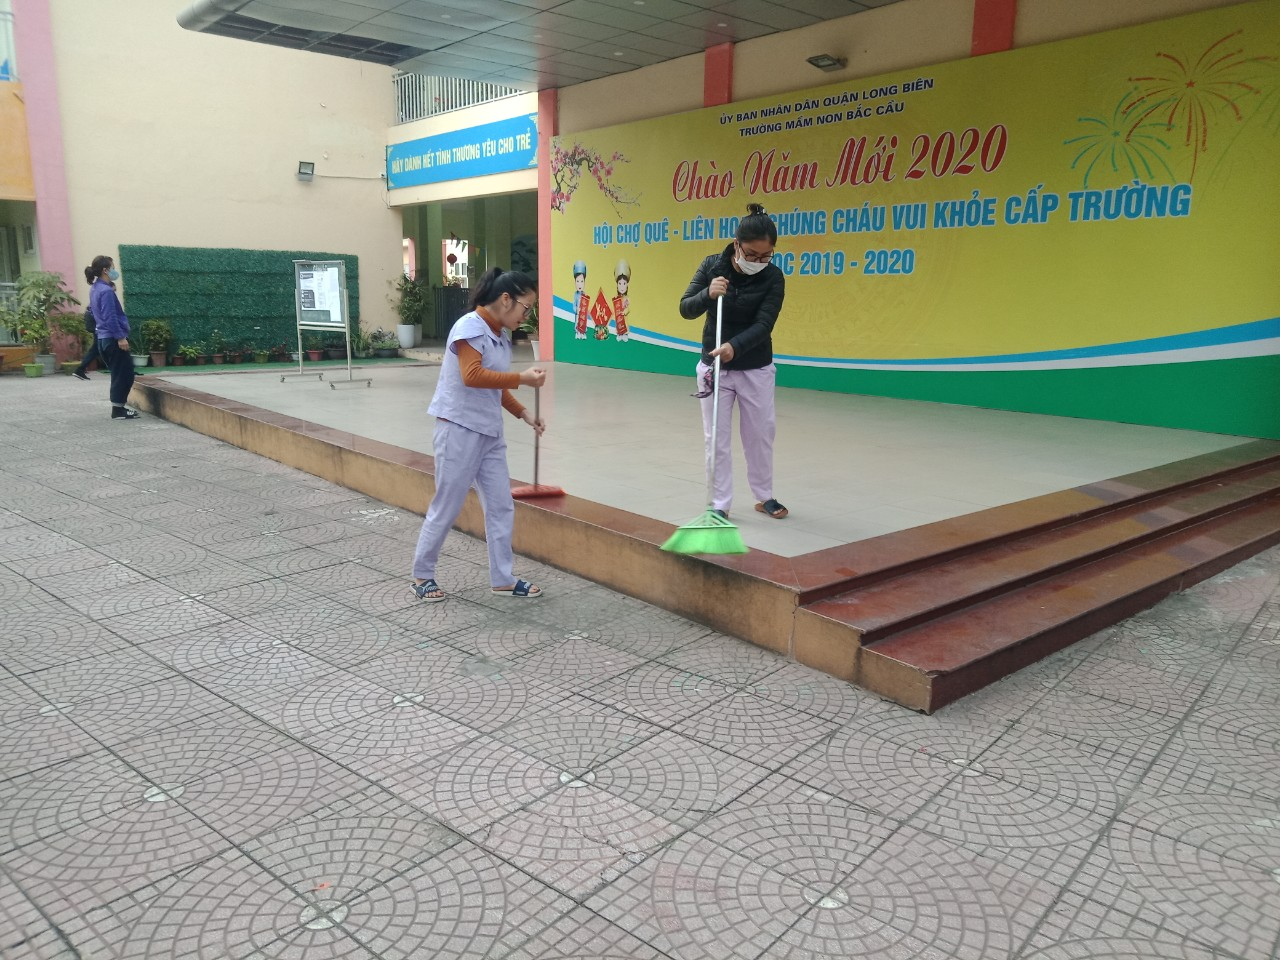 HÃY DÀNH HẾT TÌNH THƯƠNG YÊU CHO TRẺ
ỦY BAN NHÂN DÂN QUẬN LONG BIÊN
TRƯỜNG MẦM NON BẮC CẦU
Chào Năm Mới 2020
HỘI CHỢ QUÊ - LIÊN HO CHÚNG CHÁU VUI KHỎE CẤP TRƯỜNG
ỌC 2019 - 2020